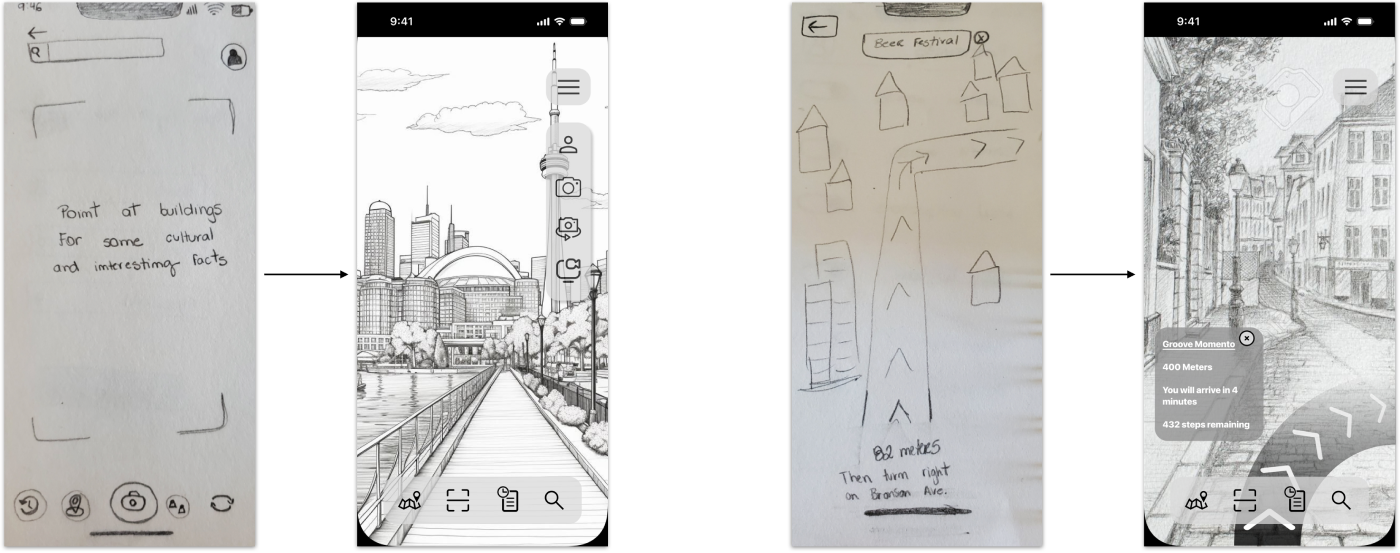 9:46
Point at buildings
For some cultural
and interesting facts
9:41
Beer Festival
82 meters
Then turn right
on Branson Ave.
9:41
Groove Momento
400 Meters
You will arrive in 4
minutes
432 steps remaining